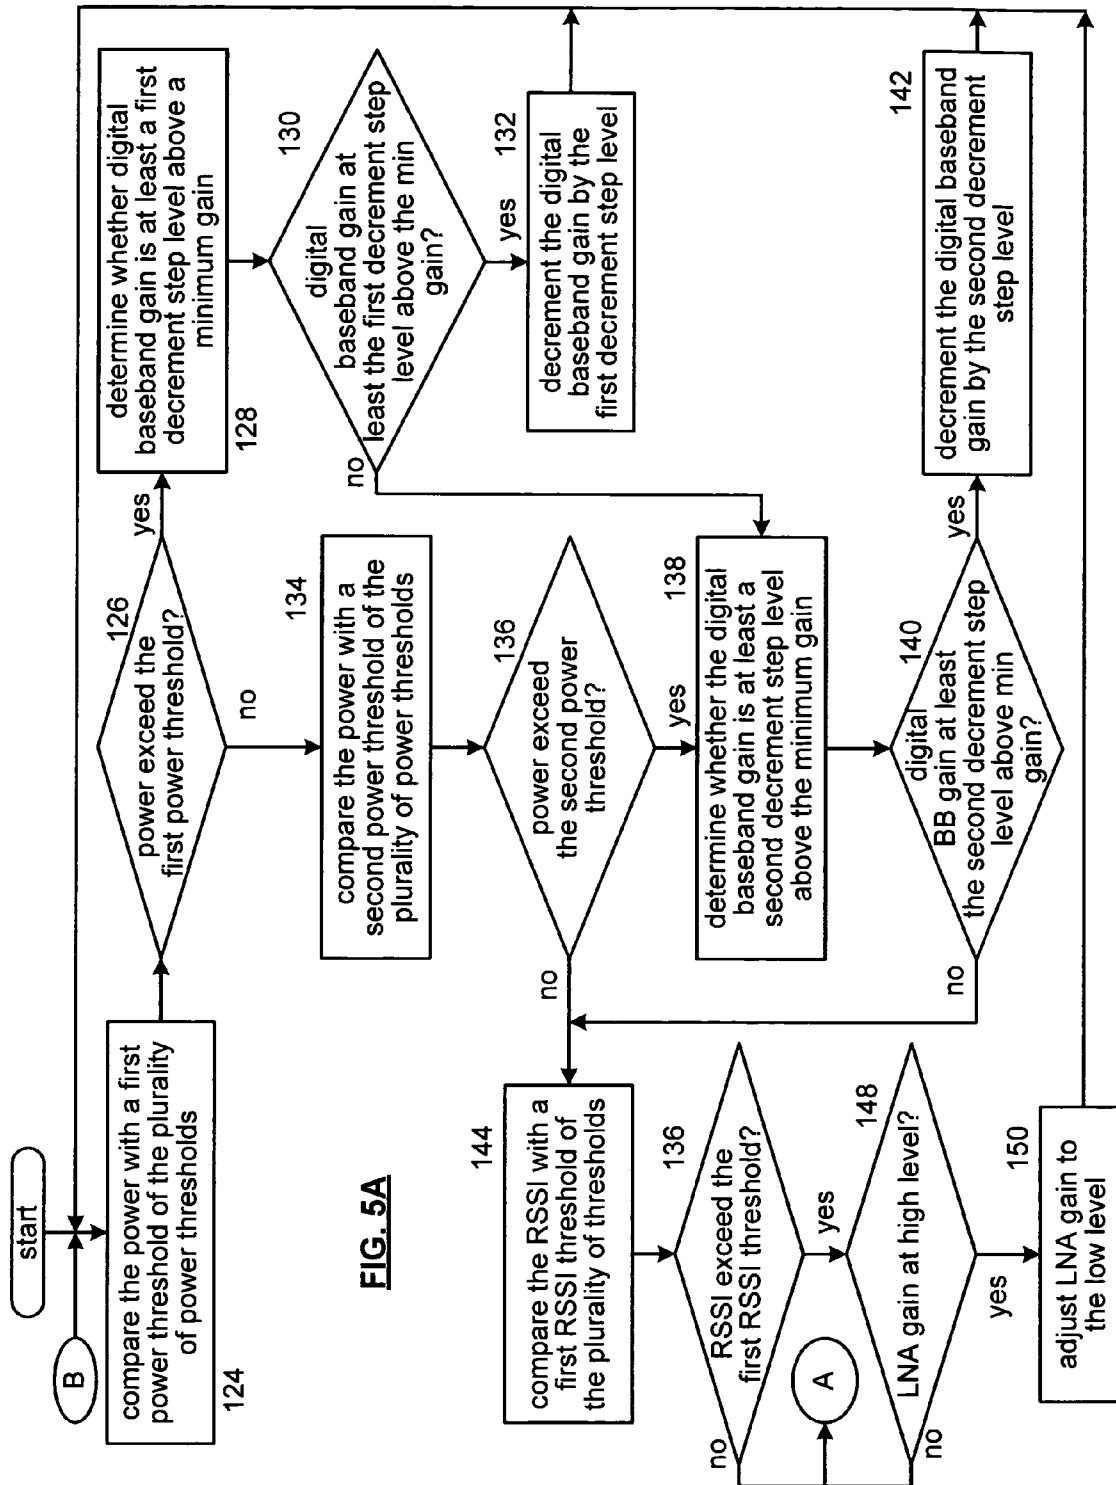 start
B
compare the power with a first
power threshold of the plurality
of power thresholds
124
126
power exceed the
first power threshold?
yes
no
determine whether digital
baseband gain is at least a first
decrement step level above a
minimum gain
128
130
digital
baseband gain at
least the first decrement step
level above the min
gain?
yes
no
132
decrement the digital
baseband gain by the
first decrement step level
134
compare the power with a
second power threshold of the
plurality of power thresholds
136
power exceed
the second power
threshold?
yes
no
138
determine whether the digital
baseband gain is at least a
second decrement step level
above the minimum gain
140
digital
BB gain at least
the second decrement step
level above min
gain?
yes
no
142
decrement the digital baseband
gain by the second decrement
step level
144
compare the RSSI with a
first RSSI threshold of
the plurality of thresholds
136
RSSI exceed the
first RSSI threshold?
no
yes
A
148
LNA gain at high level?
no
yes
150
adjust LNA gain to
the low level
FIG. 5A